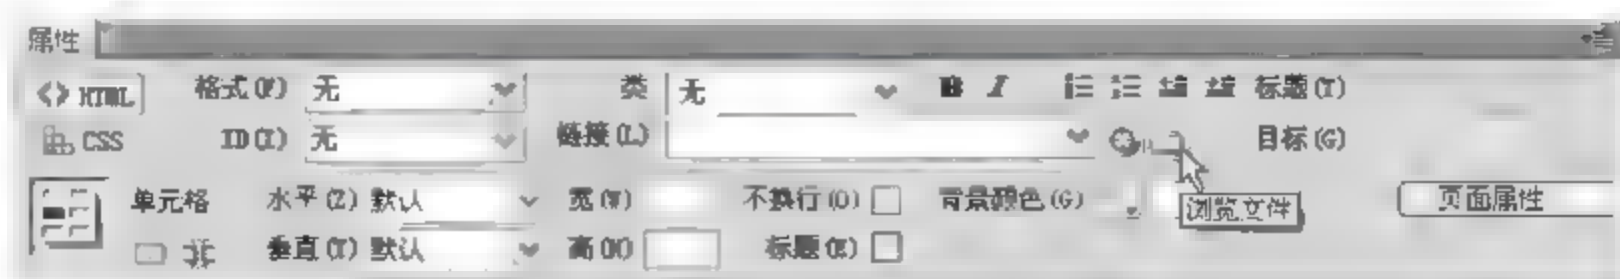 属性
<> HTML 格式(F) 无 类 无 B I 标题(T)
CSS ID(I) 无 链接(L) 目标(G)
单元格 水平(Z) 默认 宽(W) 不换行(O) 背景颜色(G) 浏览文件 页面属性
垂直(T) 默认 高(H) 标题(E)